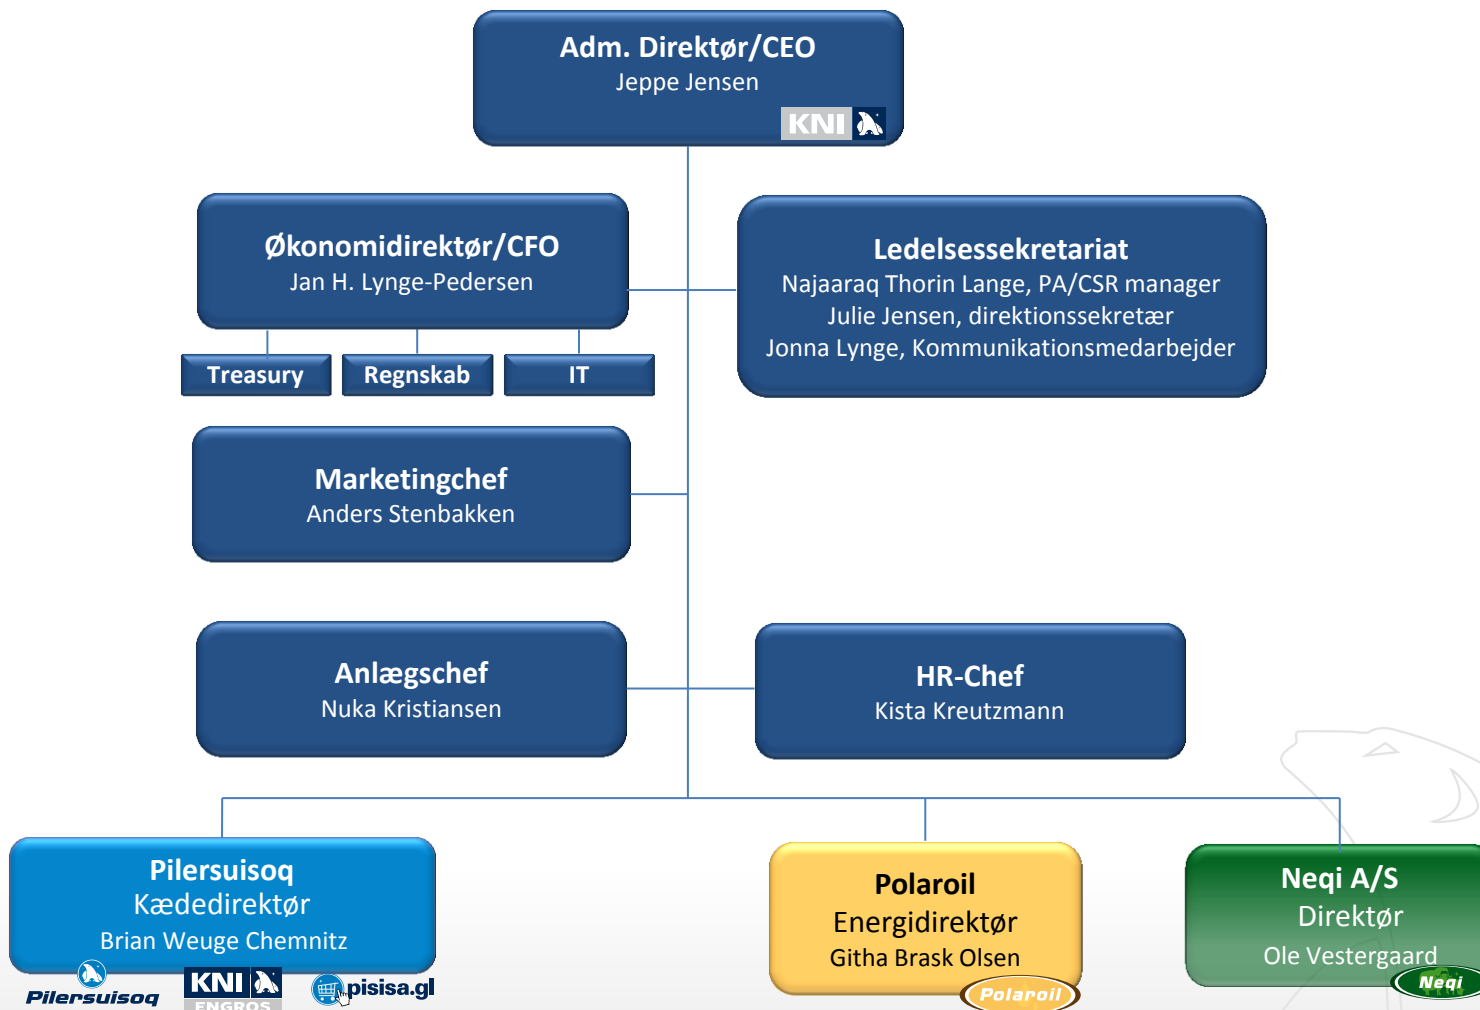 Adm. Direktør/CEO
Jeppe Jensen
KNI
Økonomidirektør/CFO
Jan H. Lynge-Pedersen
Ledelsessekretariat
Najaaraq Thorin Lange, PA/CSR manager
Julie Jensen, direktionssekretær
Jonna Lynge, Kommunikationsmedarbejder
Treasury
Regnskab
IT
Marketingchef
Anders Stenbakken
Anlægschef
Nuka Kristiansen
HR-Chef
Kista Kreutzmann
Pilersuisoq
Kædedirektør
Brian Weuge Chemnitz
Pilersuisoq
KNI
ENGROS
pisisa.gl
Polaroil
Energidirektør
Githa Brask Olsen
Polaroil
Neqi A/S
Direktør
Ole Vestergaard
Neqi